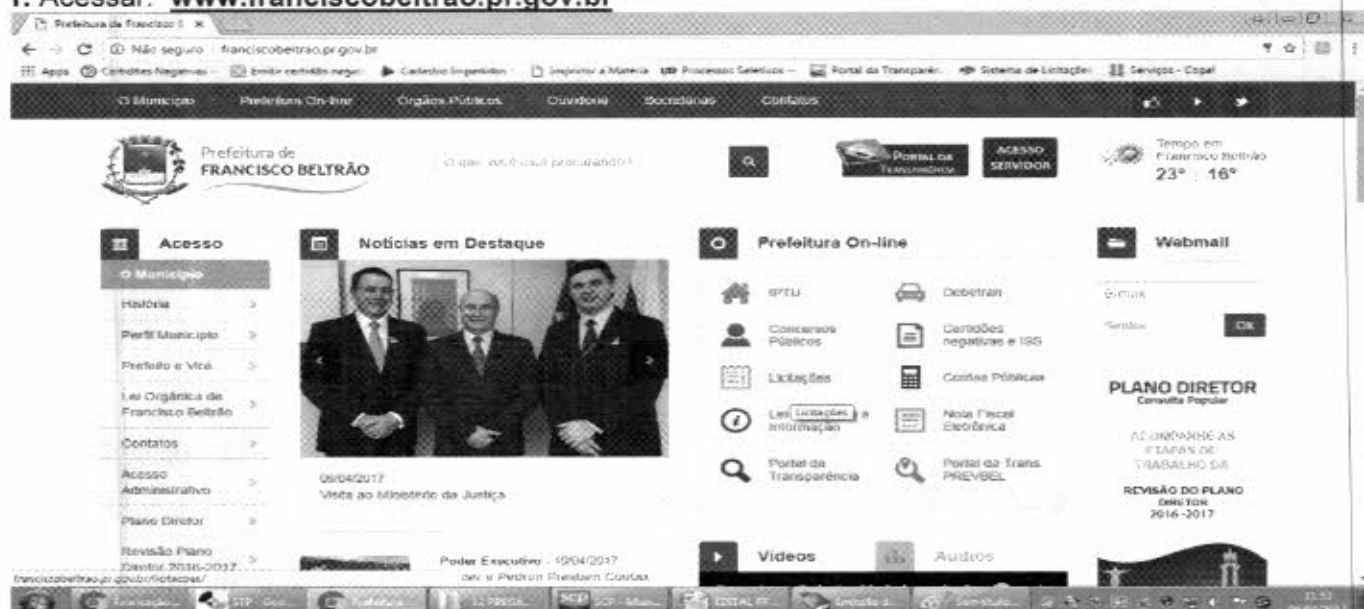 1. Acessar: www.franciscobeltrao.pr.gov.br
Prefeitura de Francisco
Não seguro franciscobeltrao.pr.gov.br
Apps Certidões Negativas Emitir certidão negat Cadastro Impedidos Imprimir a Matéria Processos Seletivos Portal da Transparên Sistema de Licitações Serviços - Copel
O Município Prefeitura On-line Órgãos Públicos Ouvidoria Secretarias Contatos
Prefeitura de
FRANCISCO BELTRÃO
O que você está procurando?
PORTAL DA
TRANSPARÊNCIA
ACESSO
SERVIDOR
Tempo em
Francisco Beltrão
23° : 16°
Acesso
O Município
História
Perfil Município
Prefeito e Vice
Lei Orgânica de
Francisco Beltrão
Contatos
Acesso
Administrativo
Plano Diretor
Revisão Plano
Diretor 2016-2017
Notícias em Destaque
06/04/2017
Visita ao Ministério da Justiça
Poder Executivo - 10/04/2017
Prefeitura On-line
IPTU
Debetran
Concursos
Públicos
Certidões
negativas e ISS
Licitações
Contas Públicas
Licitações
Informação
Nota Fiscal
Eletrônica
Portal da
Transparência
Portal da Trans.
PREVBEL
Vídeos
Áudios
Webmail
E-mail
Senha
OK
PLANO DIRETOR
Consulta Popular
ACOMPANHE AS
ETAPAS DE
TRABALHO DA
REVISÃO DO PLANO
DIRETOR
2016 -2017
franciscobeltrao.pr.gov.br/licitacoes/